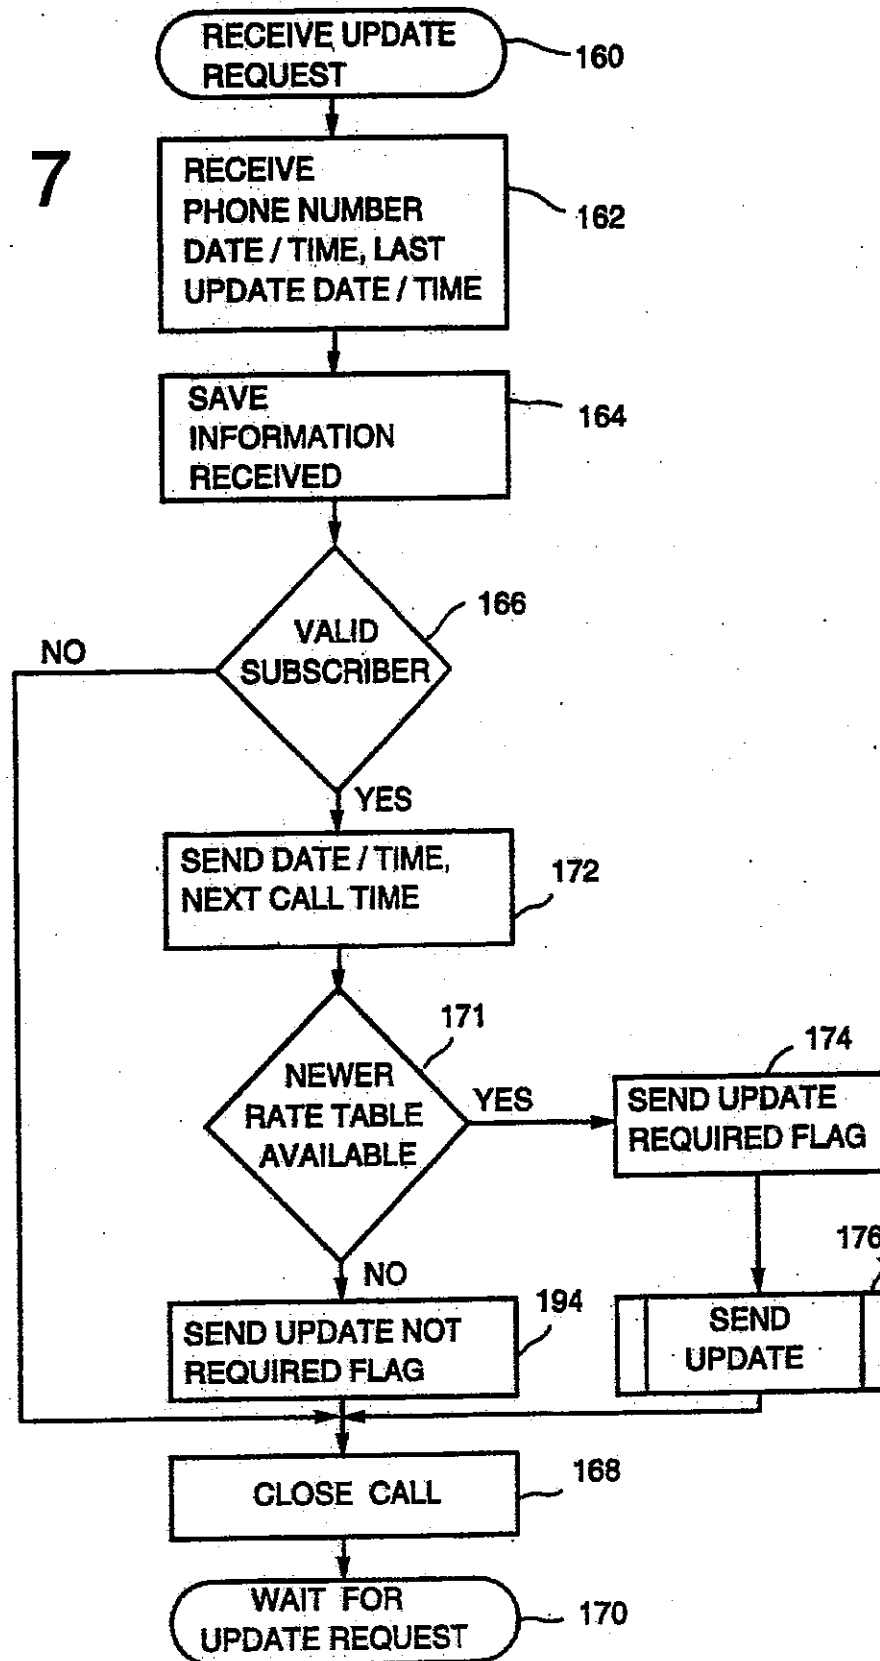 RECEIVE UPDATE
REQUEST
160
7
RECEIVE
PHONE NUMBER
DATE / TIME, LAST
UPDATE DATE / TIME
162
SAVE
INFORMATION
RECEIVED
164
VALID
SUBSCRIBER
166
NO
YES
SEND DATE / TIME,
NEXT CALL TIME
172
NEWER
RATE TABLE
AVAILABLE
171
YES
SEND UPDATE
REQUIRED FLAG
174
NO
SEND UPDATE NOT
REQUIRED FLAG
194
SEND
UPDATE
176
CLOSE CALL
168
WAIT FOR
UPDATE REQUEST
170